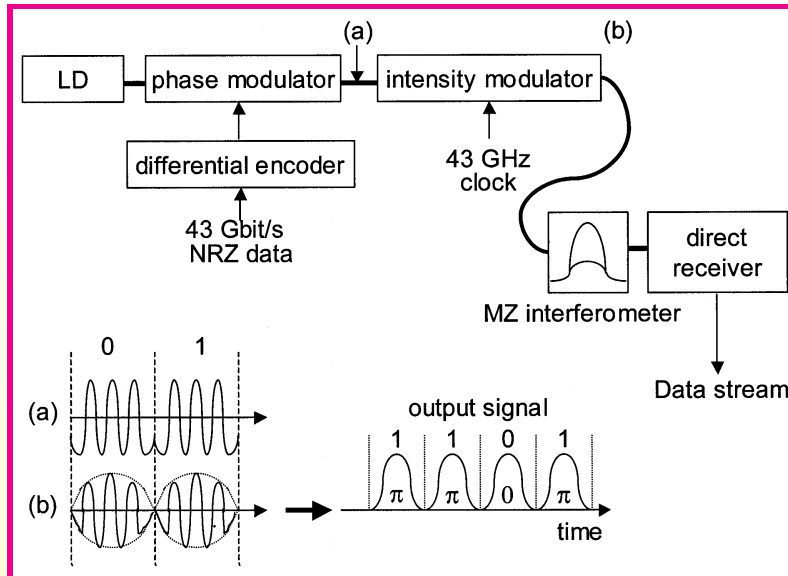 (a)
(b)
LD
phase modulator
intensity modulator
differential encoder
43 GHz
clock
43 Gbit/s
NRZ data
direct
receiver
MZ interferometer
Data stream
0 1
(a)
(b)
output signal
1 1 0 1
π π 0 π
time